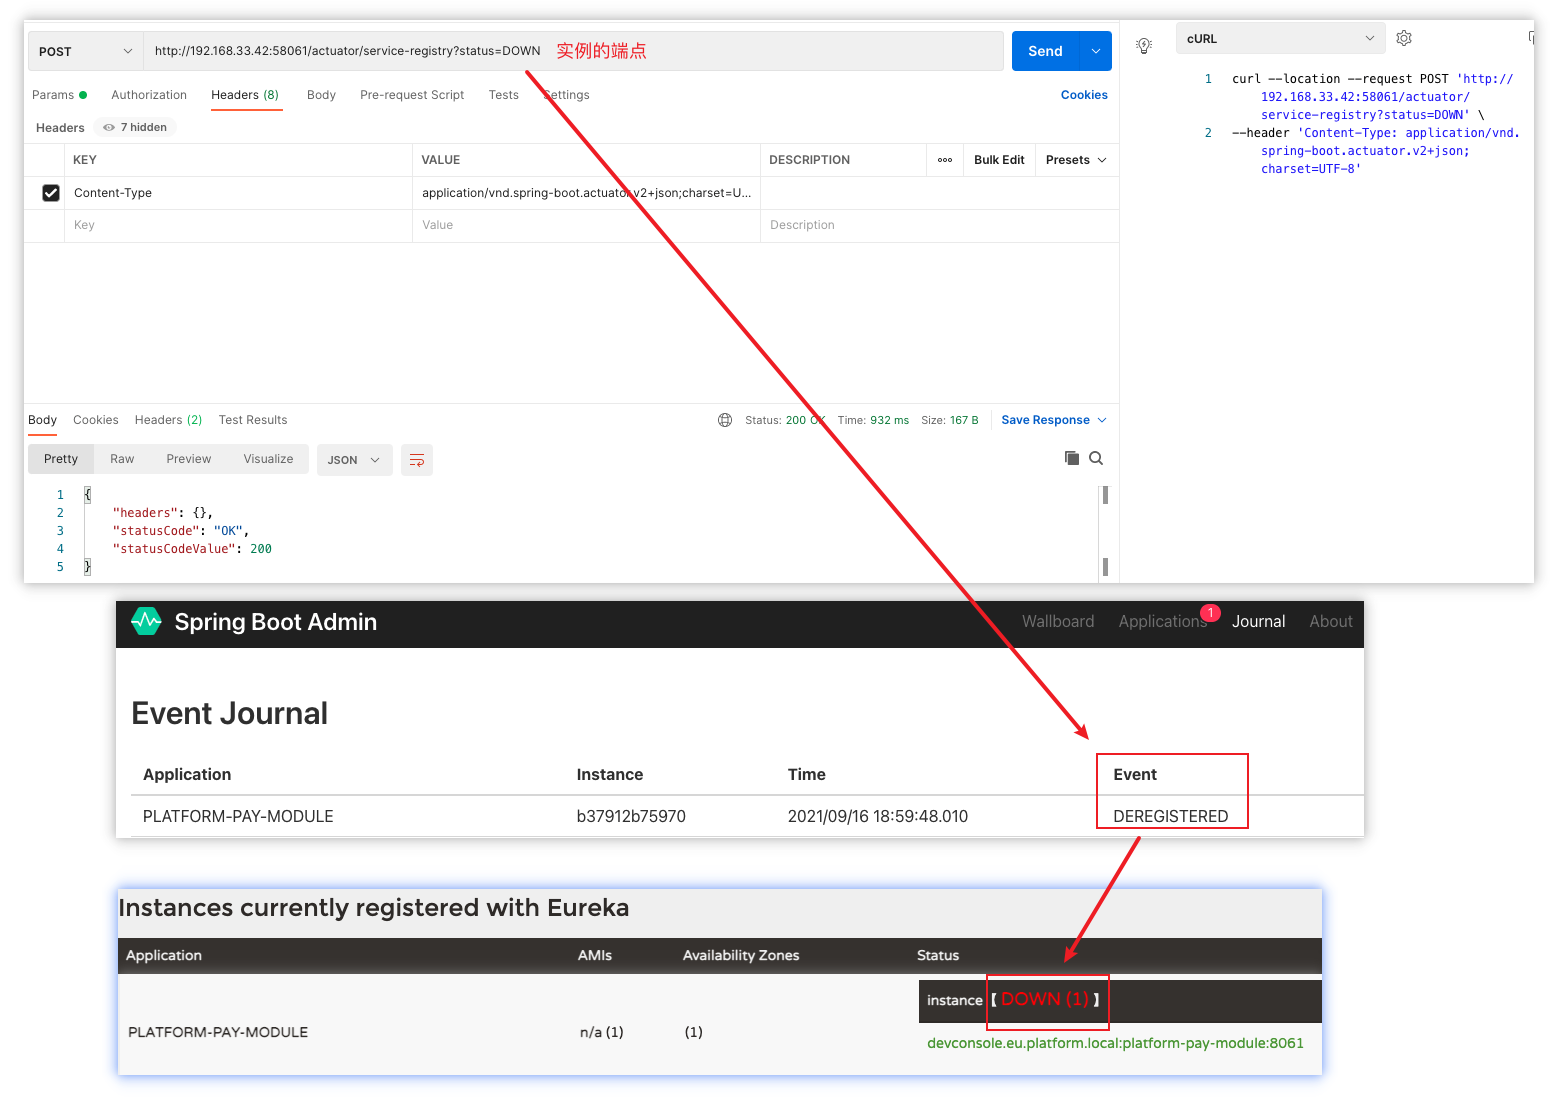 POST
http://192.168.33.42:58061/actuator/service-registry?status=DOWN
实例的端点
Send
Params
Authorization
Headers (8)
Body
Pre-request Script
Tests
Settings
Cookies
Headers
7 hidden
KEY
VALUE
DESCRIPTION
Bulk Edit
Presets
Content-Type
application/vnd.spring-boot.actuator.v2+json;charset=U...
Key
Value
Description
cURL
1 curl --location --request POST 'http://
192.168.33.42:58061/actuator/
service-registry?status=DOWN' \
2 --header 'Content-Type: application/vnd.
spring-boot.actuator.v2+json;
charset=UTF-8'
Body
Cookies
Headers (2)
Test Results
Status: 200 OK
Time: 932 ms
Size: 167 B
Save Response
Pretty
Raw
Preview
Visualize
JSON
1 {
2 "headers": {},
3 "statusCode": "OK",
4 "statusCodeValue": 200
5 }
Spring Boot Admin
Wallboard
Applications
1
Journal
About
Event Journal
Application
Instance
Time
Event
PLATFORM-PAY-MODULE
b37912b75970
2021/09/16 18:59:48.010
DEREGISTERED
Instances currently registered with Eureka
Application
AMIs
Availability Zones
Status
PLATFORM-PAY-MODULE
n/a (1)
(1)
instance [ DOWN (1) ]
devconsole.eu.platform.local:platform-pay-module:8061